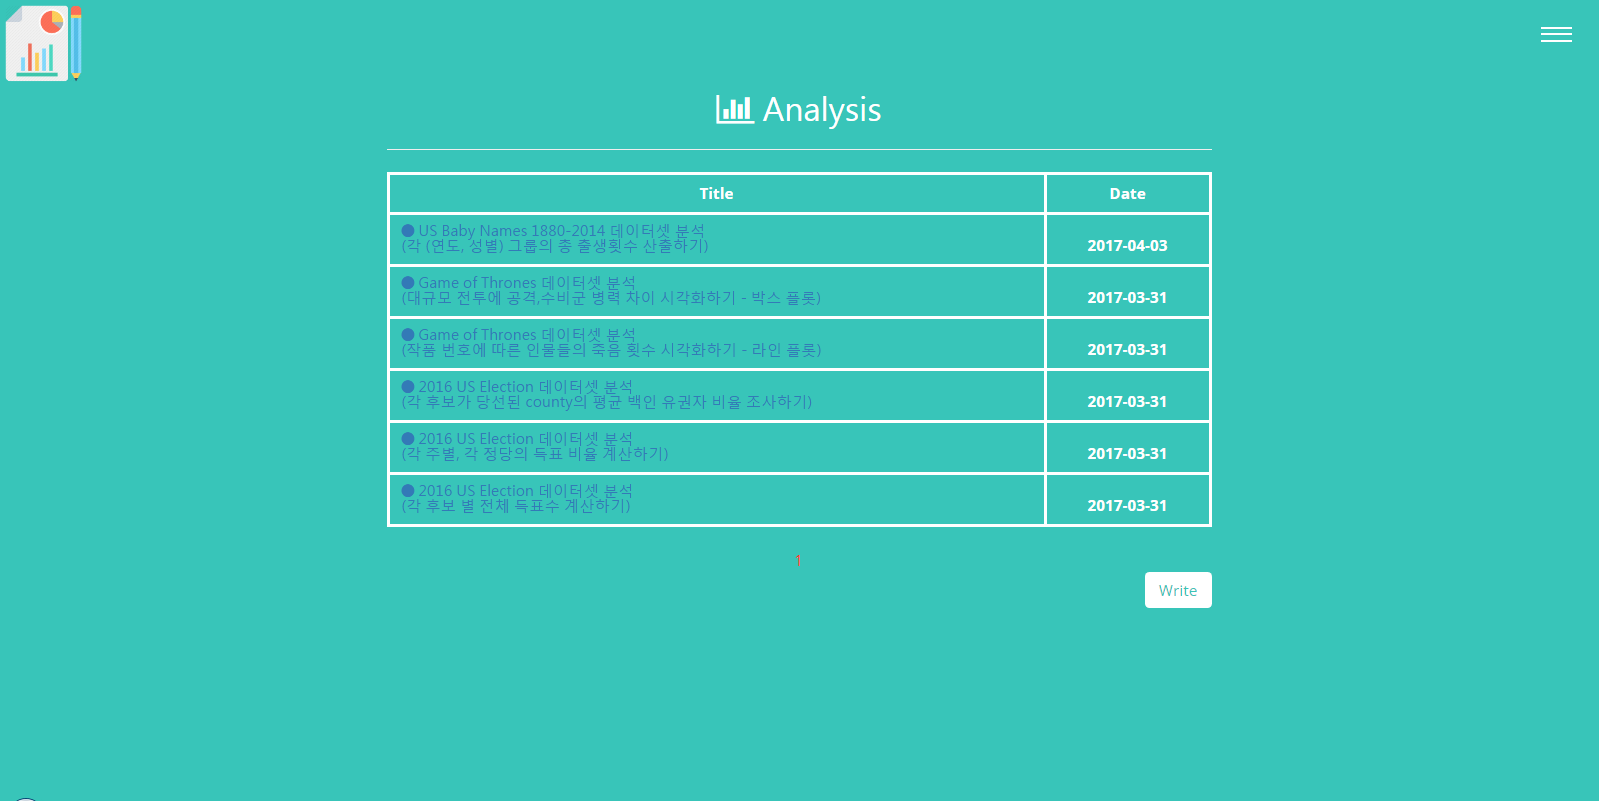 Analysis
Title
Date
US Baby Names 1880-2014 데이터셋 분석
(각 (연도, 성별) 그룹의 총 출생횟수 산출하기)
2017-04-03
Game of Thrones 데이터셋 분석
(대규모 전투에 공격,수비군 병력 차이 시각화하기 - 박스 플롯)
2017-03-31
Game of Thrones 데이터셋 분석
(작품 번호에 따른 인물들의 죽음 횟수 시각화하기 - 라인 플롯)
2017-03-31
2016 US Election 데이터셋 분석
(각 후보가 당선된 county의 평균 백인 유권자 비율 조사하기)
2017-03-31
2016 US Election 데이터셋 분석
(각 주별, 각 정당의 득표 비율 계산하기)
2017-03-31
2016 US Election 데이터셋 분석
(각 후보 별 전체 득표수 계산하기)
2017-03-31
1
Write